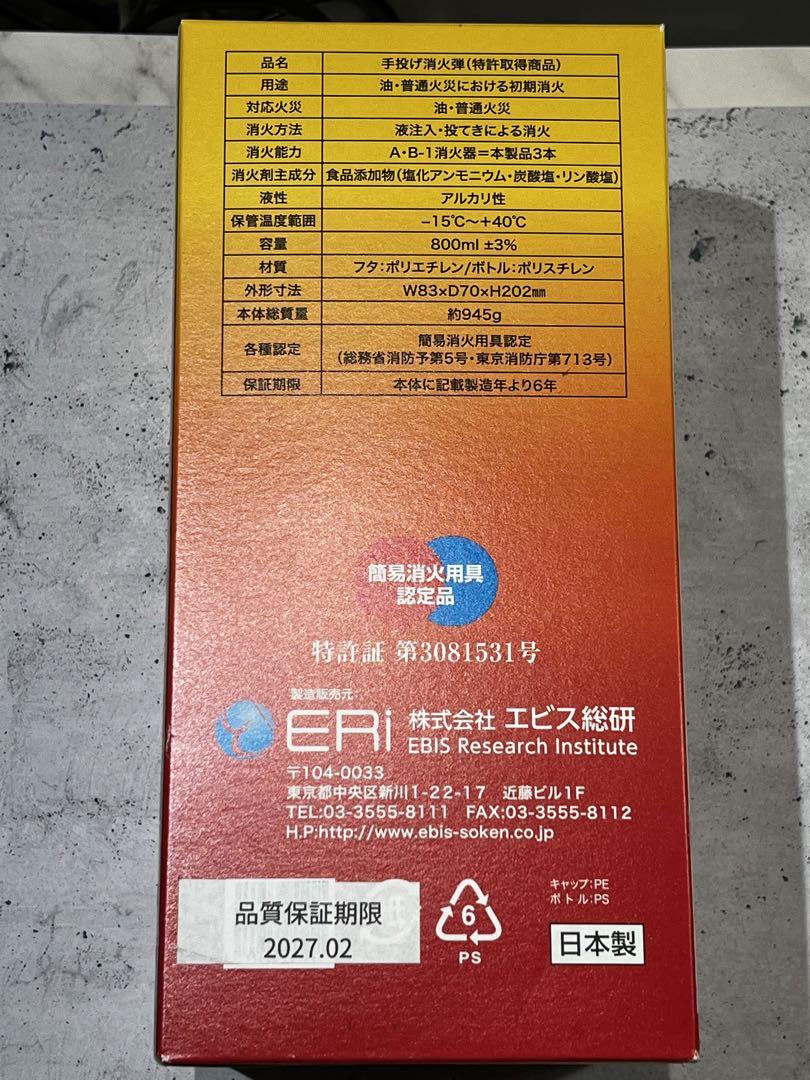 品名 手投げ消火弾(特許取得商品)
用途 油・普通火災における初期消火
対応火災 油・普通火災
消火方法 液注入・投てきによる消火
消火能力 A・B-1消火器=本製品3本
消火剤主成分 食品添加物(塩化アンモニウム・炭酸塩・リン酸塩)
液性 アルカリ性
保管温度範囲 −15℃〜+40℃
容量 800ml ±3%
材質 フタ:ポリエチレン/ボトル:ポリスチレン
外形寸法 W83×D70×H202㎜
本体総質量 約945g
各種認定 簡易消火用具認定
(総務省消防予第5号・東京消防庁第713号)
保証期限 本体に記載製造年より6年
簡易消火用具
認定品
特許証 第3081531号
製造販売元:
ERi 株式会社 エビス総研
EBIS Research Institute
〒104-0033
東京都中央区新川1-22-17 近藤ビル1F
TEL:03-3555-8111 FAX:03-3555-8112
H.P:http://www.ebis-soken.co.jp
品質保証期限
2027.02
6
PS
キャップ:PE
ボトル:PS
日本製